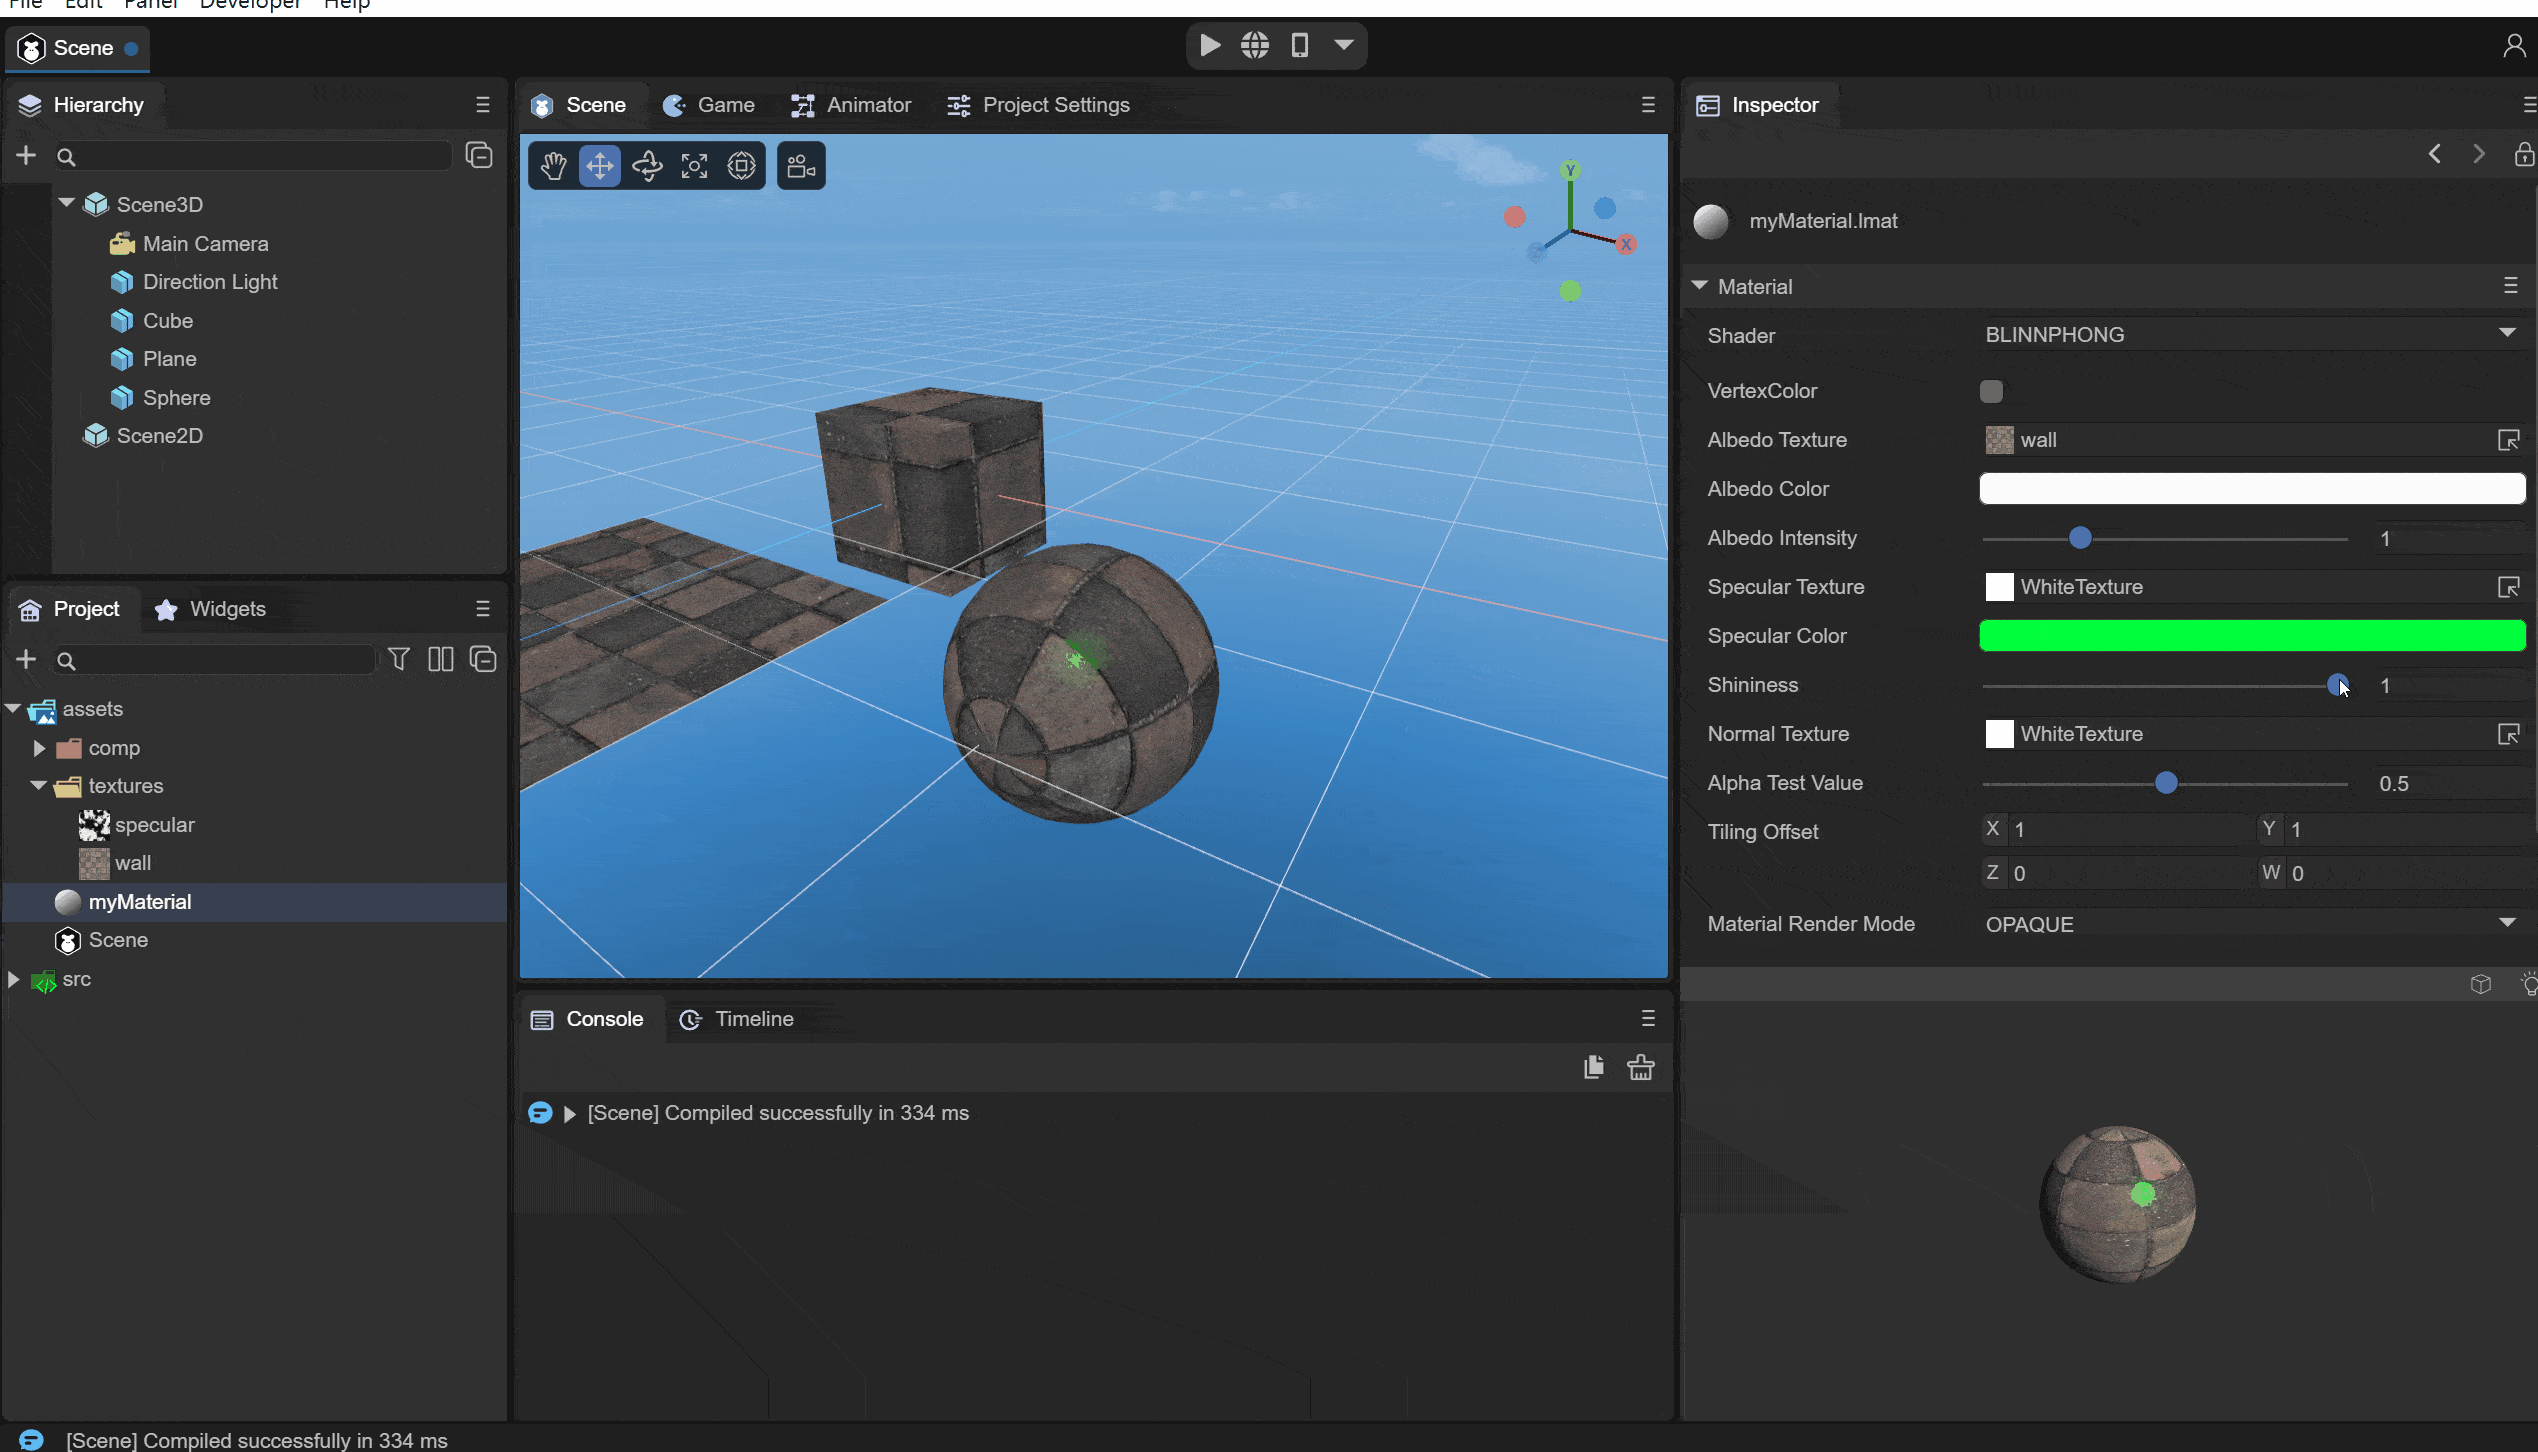 File Edit Panel Developer Help
Scene
Hierarchy
Scene3D
Main Camera
Direction Light
Cube
Plane
Sphere
Scene2D
Project Widgets
assets
comp
textures
specular
wall
myMaterial
Scene
src
Scene Game Animator Project Settings
Y
X
Console Timeline
[Scene] Compiled successfully in 334 ms
Inspector
myMaterial.lmat
Material
Shader BLINNPHONG
VertexColor
Albedo Texture wall
Albedo Color
Albedo Intensity 1
Specular Texture WhiteTexture
Specular Color
Shininess 1
Normal Texture WhiteTexture
Alpha Test Value 0.5
Tiling Offset X 1 Y 1
Z 0 W 0
Material Render Mode OPAQUE
[Scene] Compiled successfully in 334 ms